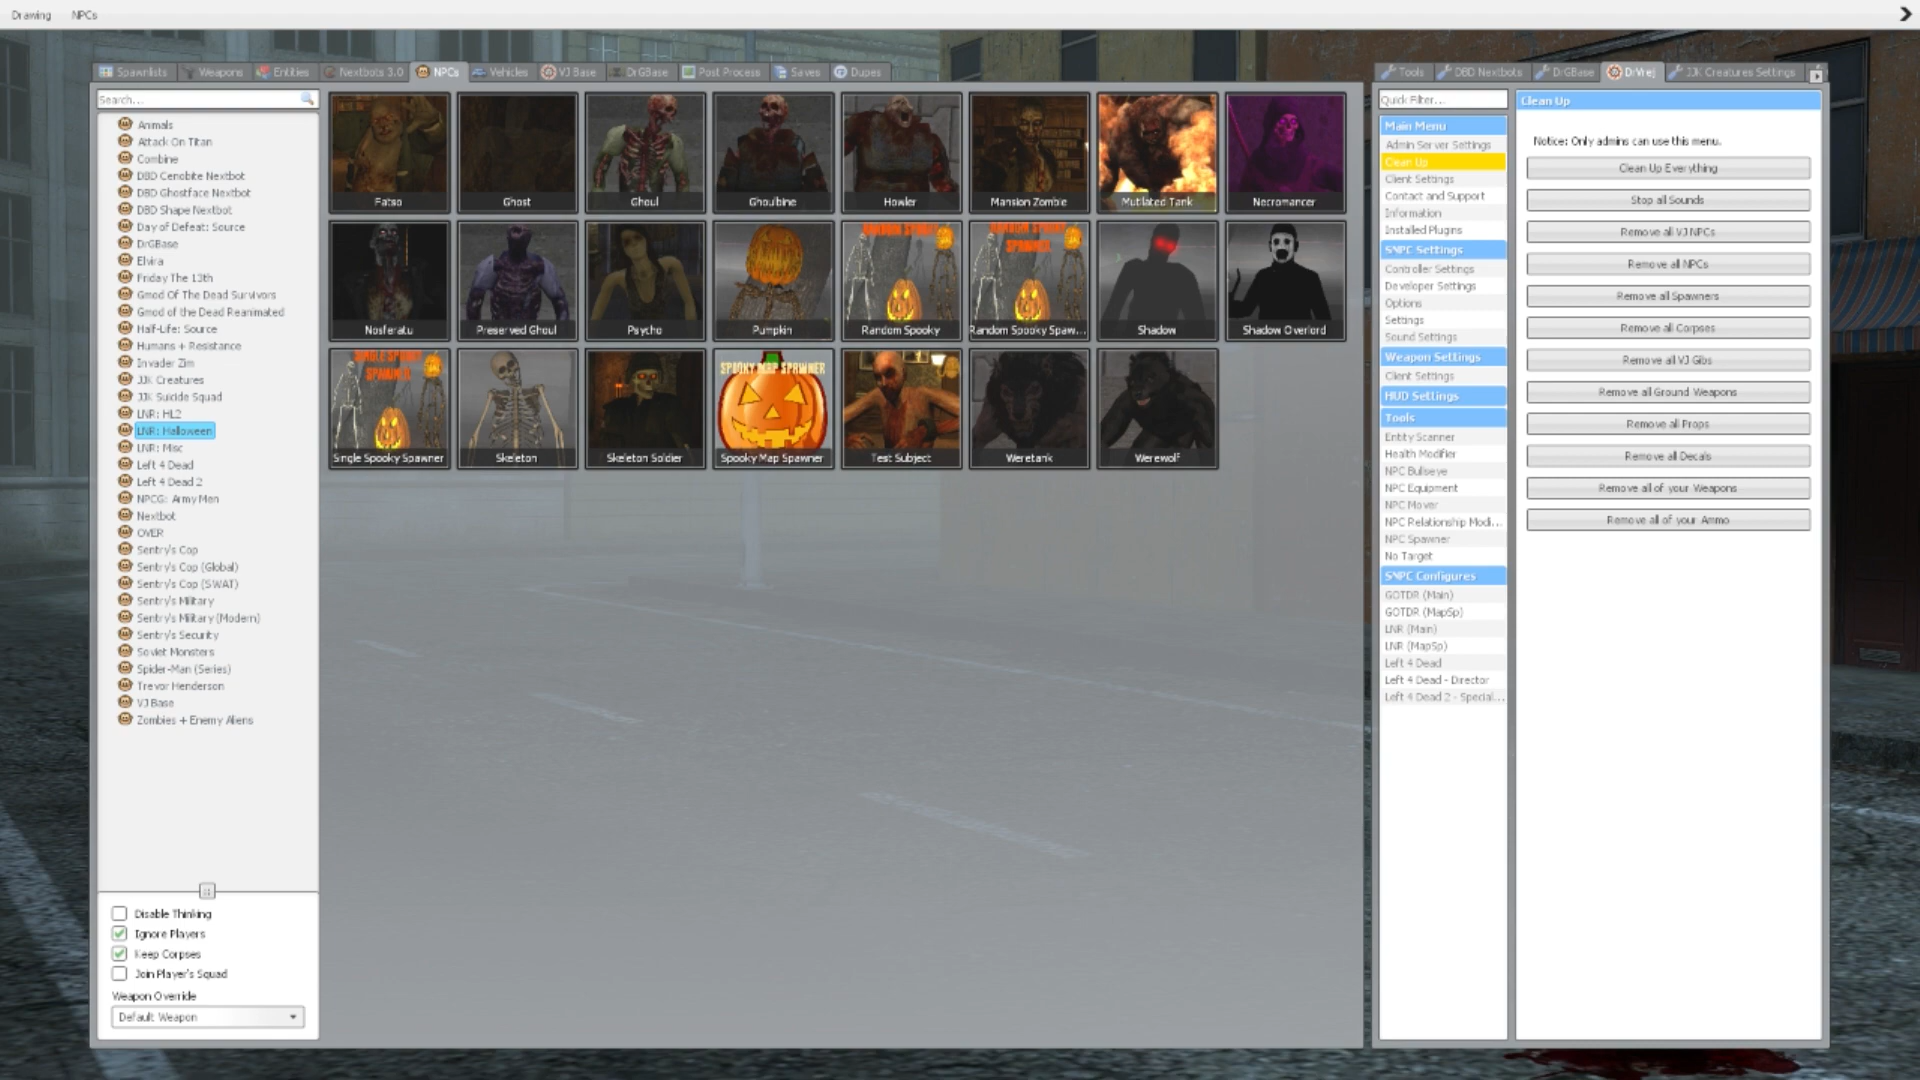 Drawing NPCs
Spawnlists Weapons Entities Nextbots 3.0 NPCs Vehicles VJ Base DrGBase Post Process Saves Dupes
Search...
Animals
Attack On Titan
Combine
DBD Cenobite Nextbot
DBD Ghostface Nextbot
DBD Shape Nextbot
Day of Defeat: Source
DrGBase
Elvira
Friday The 13th
Gmod Of The Dead Survivors
Gmod of the Dead Reanimated
Half-Life: Source
Humans + Resistance
Invader Zim
JJK Creatures
JJK Suicide Squad
LNR: HL2
LNR: Halloween
LNR: Misc
Left 4 Dead
Left 4 Dead 2
NPCG: Army Men
Nextbot
OVER
Sentry's Cop
Sentry's Cop (Global)
Sentry's Cop (SWAT)
Sentry's Military
Sentry's Military (Modern)
Sentry's Security
Soviet Monsters
Spider-Man (Series)
Trevor Henderson
VJ Base
Zombies + Enemy Aliens
Disable Thinking
Ignore Players
Keep Corpses
Join Player's Squad
Weapon Override
Default Weapon
Fatso Ghost Ghoul Ghoulbine Howler Mansion Zombie Mutilated Tank Necromancer
RANDOM SPOOKY
RANDOM SPOOKY
SPAWNER
Nosferatu Preserved Ghoul Psycho Pumpkin Random Spooky Random Spooky Spaw... Shadow Shadow Overlord
SINGLE SPOOKY
SPAWNER
SPOOKY MAP SPAWNER
Single Spooky Spawner Skeleton Skeleton Soldier Spooky Map Spawner Test Subject Weretank Werewolf
Tools DBD Nextbots DrGBase DrVrej JJK Creatures Settings
Quick Filter...
Main Menu
Admin Server Settings
Clean Up
Client Settings
Contact and Support
Information
Installed Plugins
SNPC Settings
Controller Settings
Developer Settings
Options
Settings
Sound Settings
Weapon Settings
Client Settings
HUD Settings
Tools
Entity Scanner
Health Modifier
NPC Bullseye
NPC Equipment
NPC Mover
NPC Relationship Modi...
NPC Spawner
No Target
SNPC Configures
GOTDR (Main)
GOTDR (MapSp)
LNR (Main)
LNR (MapSp)
Left 4 Dead
Left 4 Dead - Director
Left 4 Dead 2 - Special...
Clean Up
Notice: Only admins can use this menu.
Clean Up Everything
Stop all Sounds
Remove all VJ NPCs
Remove all NPCs
Remove all Spawners
Remove all Corpses
Remove all VJ Gibs
Remove all Ground Weapons
Remove all Props
Remove all Decals
Remove all of your Weapons
Remove all of your Ammo